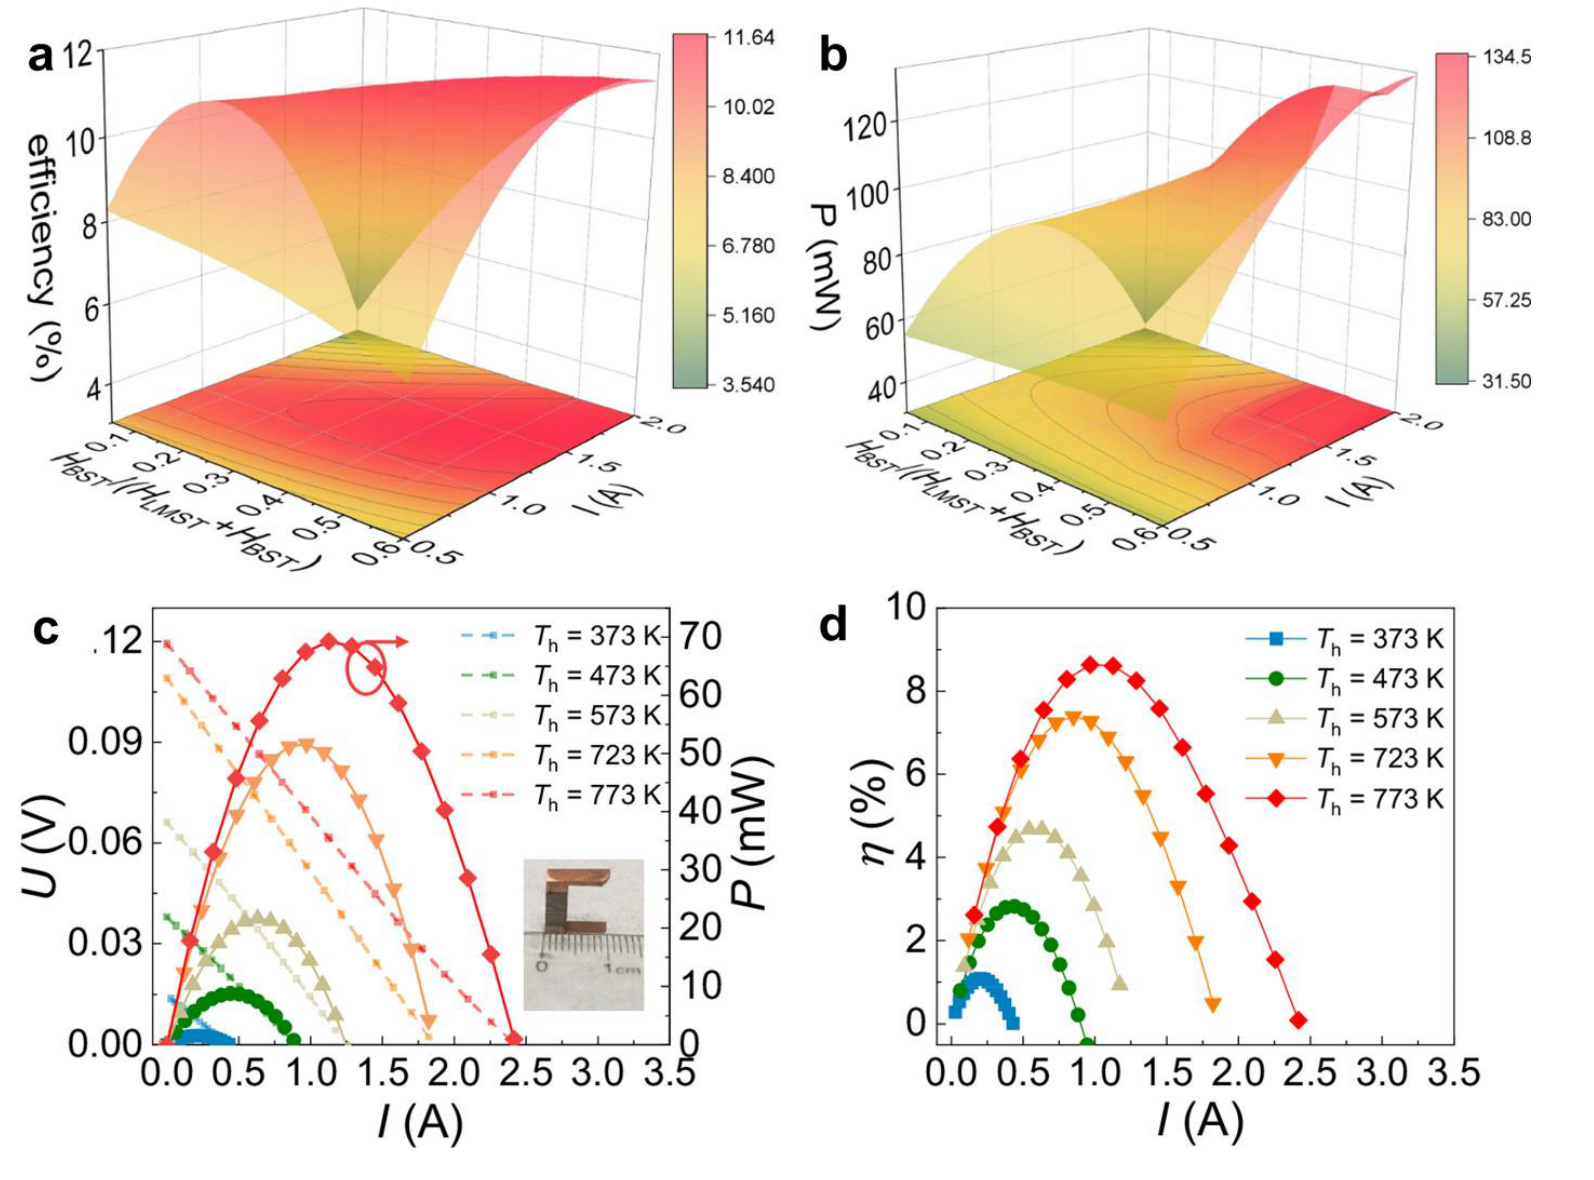 a
12
10
8
6
4
efficiency (%)
0.1
0.2
0.3
0.4
0.5
0.6
H_BST/((H_LMST+H_BST)
0.5
1.0
1.5
2.0
I (A)
11.64
10.02
8.400
6.780
5.160
3.540
b
120
100
80
60
40
P (mW)
0.1
0.2
0.3
0.4
0.5
0.6
H_BST/((H_LMST+H_BST)
0.5
1.0
1.5
2.0
I (A)
134.5
108.8
83.00
57.25
31.50
c
.12
0.09
0.06
0.03
0.00
U (V)
T_h = 373 K
T_h = 473 K
T_h = 573 K
T_h = 723 K
T_h = 773 K
70
60
50
40
30
20
10
0
P (mW)
0 1cm
0.0 0.5 1.0 1.5 2.0 2.5 3.0 3.5
I (A)
d
10
8
6
4
2
0
η (%)
T_h = 373 K
T_h = 473 K
T_h = 573 K
T_h = 723 K
T_h = 773 K
0.0 0.5 1.0 1.5 2.0 2.5 3.0 3.5
I (A)